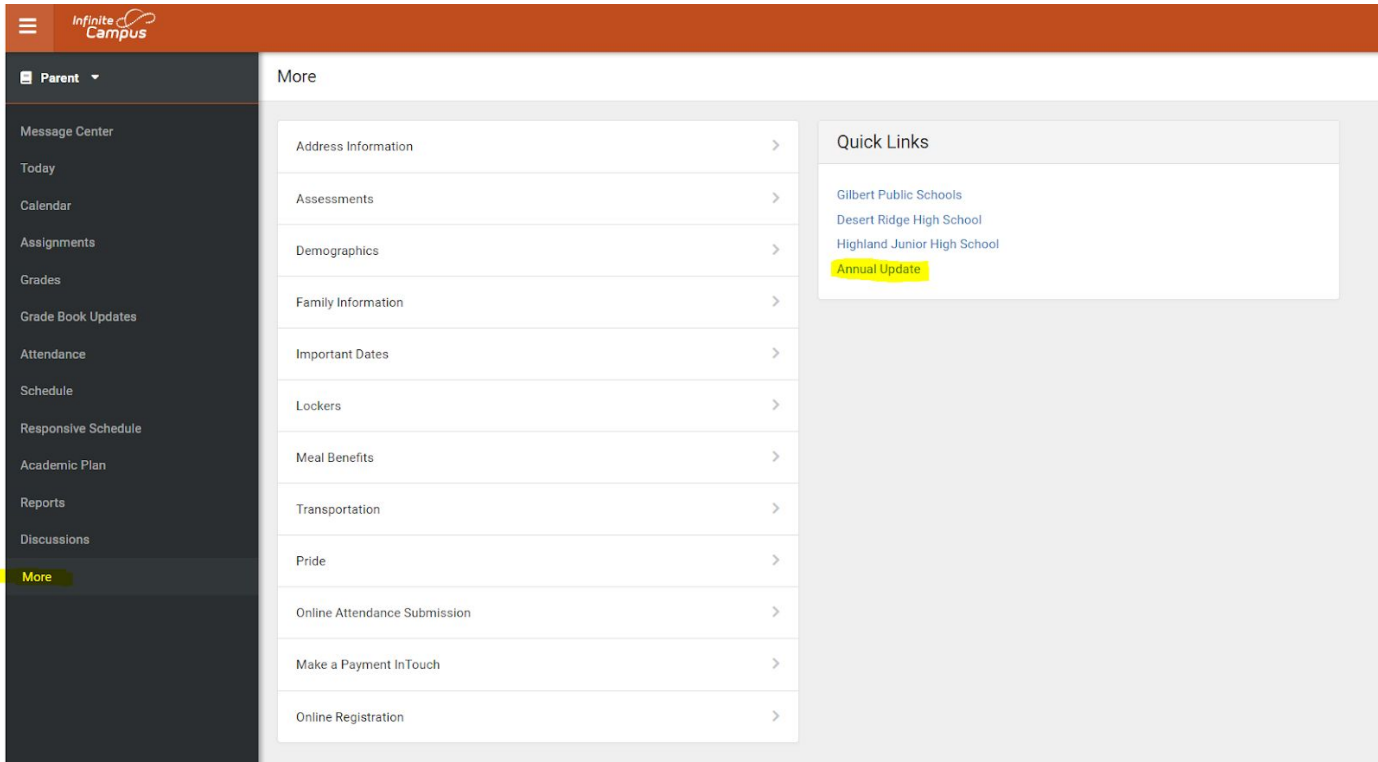 Infinite
Campus
Parent
More
Message Center
Today
Calendar
Assignments
Grades
Grade Book Updates
Attendance
Schedule
Responsive Schedule
Academic Plan
Reports
Discussions
More
Address Information
Assessments
Demographics
Family Information
Important Dates
Lockers
Meal Benefits
Transportation
Pride
Online Attendance Submission
Make a Payment InTouch
Online Registration
Quick Links
Gilbert Public Schools
Desert Ridge High School
Highland Junior High School
Annual Update